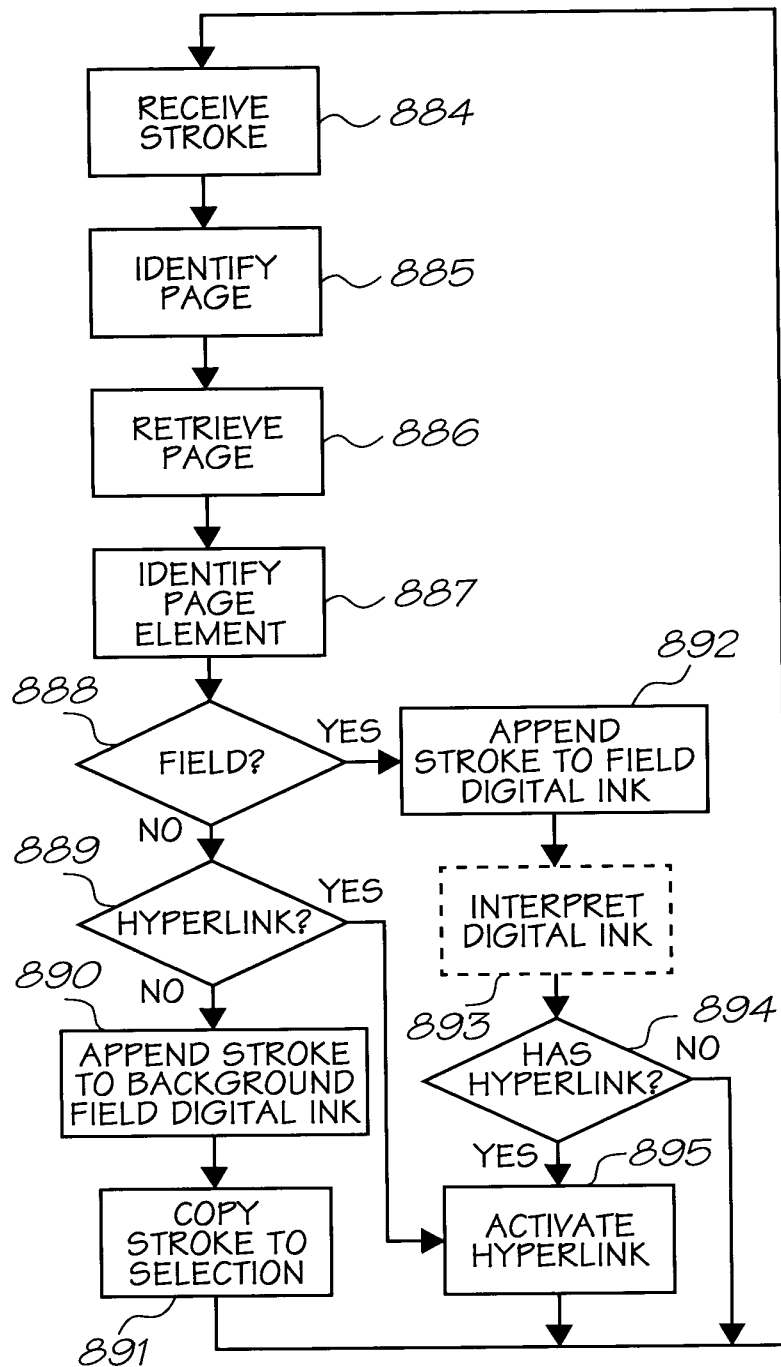 RECEIVE
STROKE
884
IDENTIFY
PAGE
885
RETRIEVE
PAGE
886
IDENTIFY
PAGE
ELEMENT
887
888
FIELD?
YES
NO
892
APPEND
STROKE TO FIELD
DIGITAL INK
889
HYPERLINK?
YES
NO
INTERPRET
DIGITAL INK
893
890
APPEND STROKE
TO BACKGROUND
FIELD DIGITAL INK
894
HAS
HYPERLINK?
NO
YES
895
COPY
STROKE TO
SELECTION
891
ACTIVATE
HYPERLINK